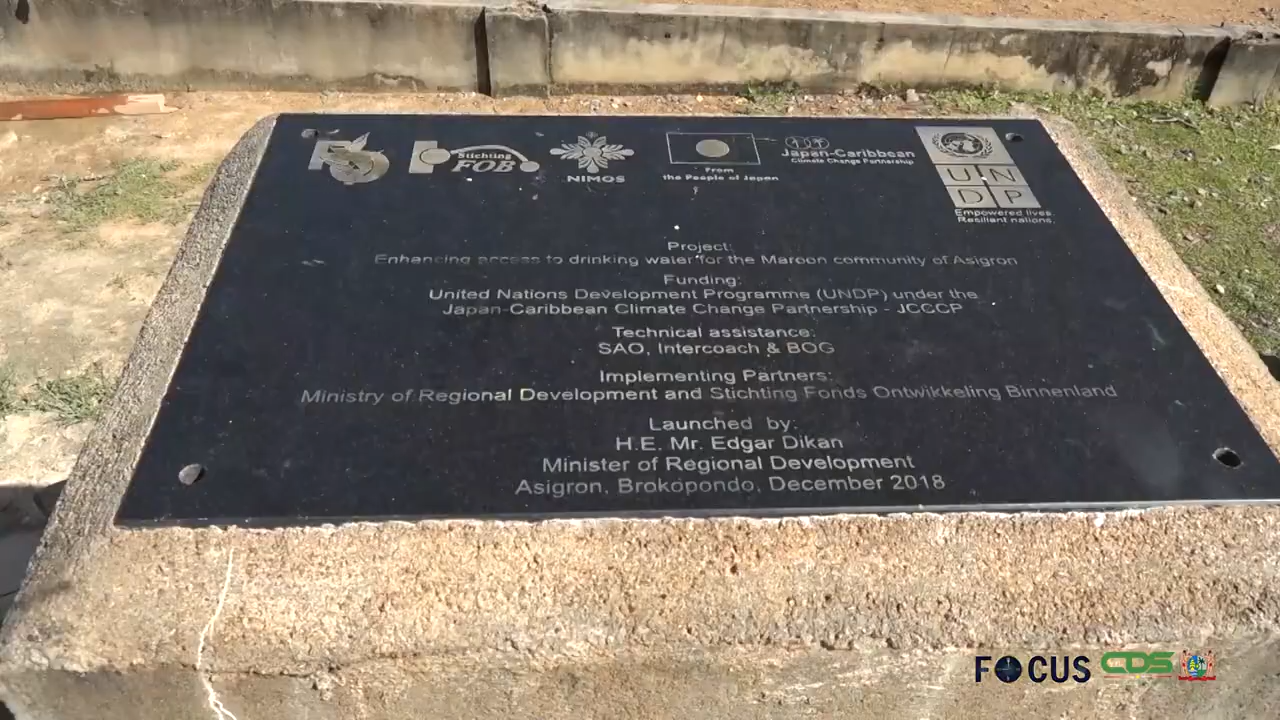 Stichting
FOB
NIMOS
From
the People of Japan
Japan-Caribbean
Climate Change Partnership
UN
DP
Empowered lives.
Resilient nations.
Project:
Enhancing access to drinking water for the Maroon community of Asigron
Funding:
United Nations Development Programme (UNDP) under the
Japan-Caribbean Climate Change Partnership - JCCCP
Technical assistance:
SAO, Intercoach & BOG
Implementing Partners:
Ministry of Regional Development and Stichting Fonds Ontwikkeling Binnenland
Launched by:
H.E. Mr. Edgar Dikan
Minister of Regional Development
Asigron, Brokopondo, December 2018
FOCUS CDS